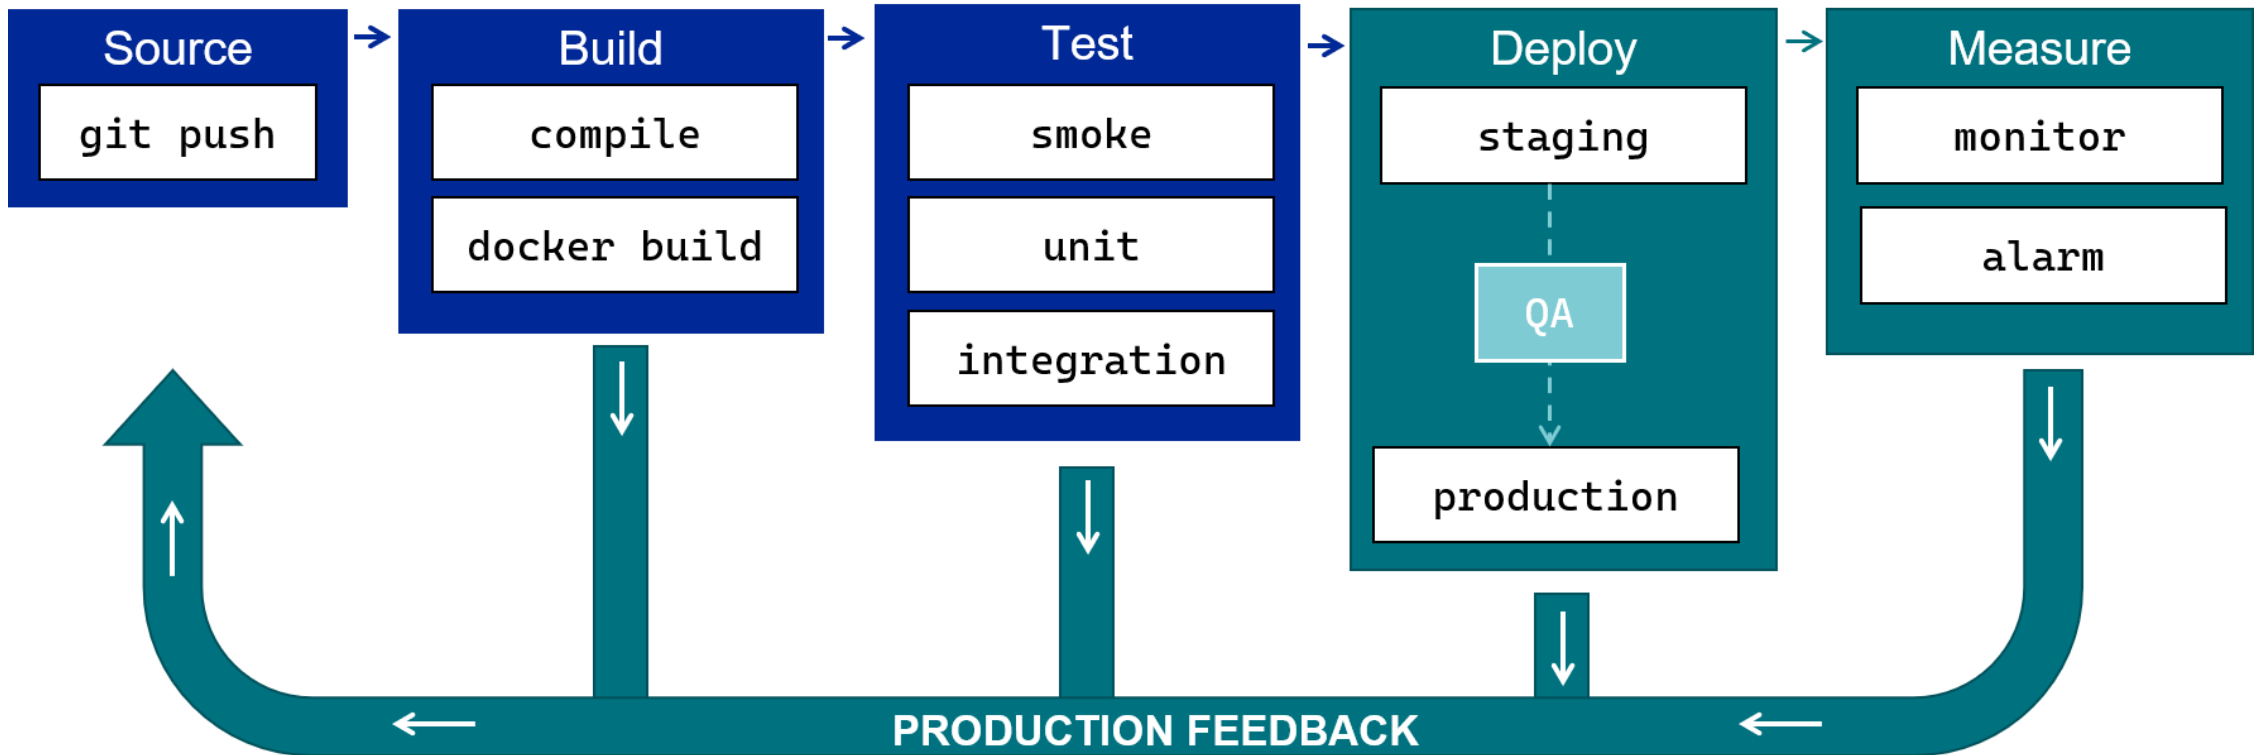 Source
git push
Build
compile
docker build
Test
smoke
unit
integration
Deploy
staging
QA
production
Measure
monitor
alarm
PRODUCTION FEEDBACK